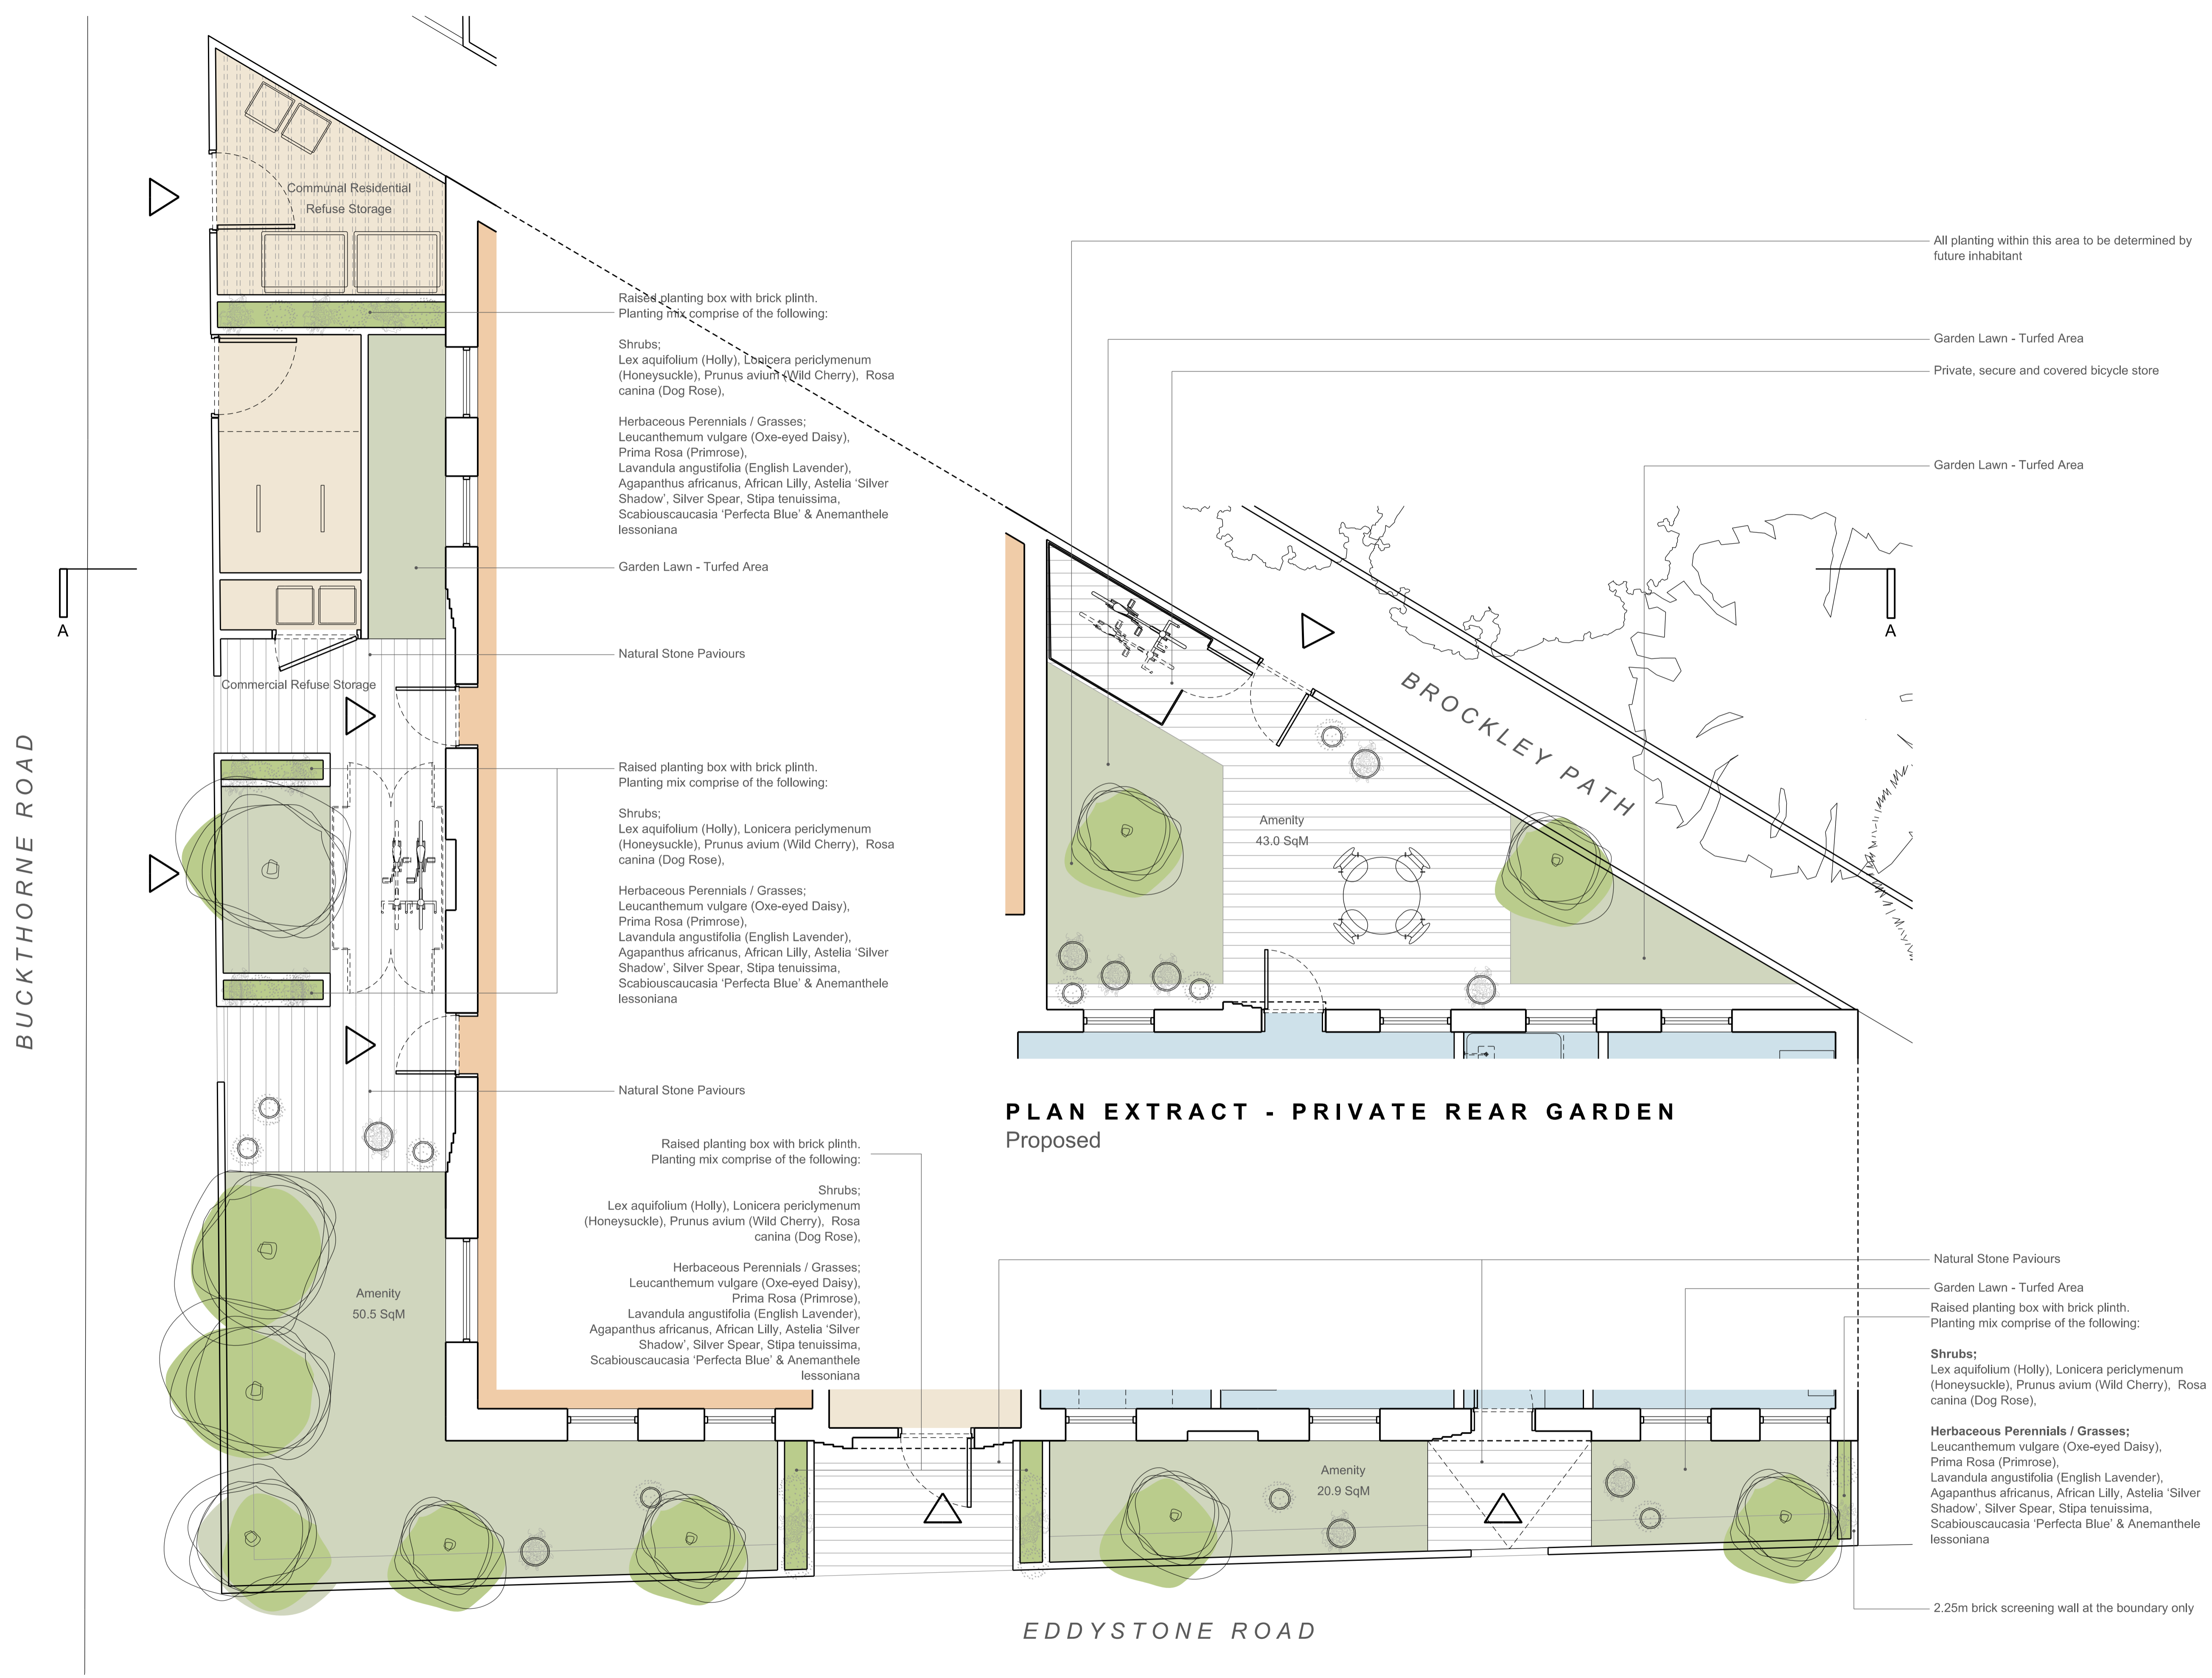 Communal Residential
Refuse Storage
Raised planting box with brick plinth.
Planting mix comprise of the following:
Shrubs;
Lex aquifolium (Holly), Lonicera periclymenum
(Honeysuckle), Prunus avium (Wild Cherry),  Rosa
canina (Dog Rose),
Herbaceous Perennials / Grasses;
Leucanthemum vulgare (Oxe-eyed Daisy),
Prima Rosa (Primrose),
Lavandula angustifolia (English Lavender),
Agapanthus africanus, African Lilly, Astelia ‘Silver
Shadow’, Silver Spear, Stipa tenuissima,
Scabiouscaucasia ‘Perfecta Blue’ & Anemanthele
lessoniana
Garden Lawn - Turfed Area
Natural Stone Paviours
A
Commercial Refuse Storage
BUCKTHORNE ROAD
Raised planting box with brick plinth.
Planting mix comprise of the following:
Shrubs;
Lex aquifolium (Holly), Lonicera periclymenum
(Honeysuckle), Prunus avium (Wild Cherry),  Rosa
canina (Dog Rose),
Herbaceous Perennials / Grasses;
Leucanthemum vulgare (Oxe-eyed Daisy),
Prima Rosa (Primrose),
Lavandula angustifolia (English Lavender),
Agapanthus africanus, African Lilly, Astelia ‘Silver
Shadow’, Silver Spear, Stipa tenuissima,
Scabiouscaucasia ‘Perfecta Blue’ & Anemanthele
lessoniana
Natural Stone Paviours
Raised planting box with brick plinth.
Planting mix comprise of the following:
Shrubs;
Lex aquifolium (Holly), Lonicera periclymenum
(Honeysuckle), Prunus avium (Wild Cherry),  Rosa
canina (Dog Rose),
Herbaceous Perennials / Grasses;
Leucanthemum vulgare (Oxe-eyed Daisy),
Prima Rosa (Primrose),
Lavandula angustifolia (English Lavender),
Agapanthus africanus, African Lilly, Astelia ‘Silver
Shadow’, Silver Spear, Stipa tenuissima,
Scabiouscaucasia ‘Perfecta Blue’ & Anemanthele
lessoniana
Amenity
50.5 SqM
All planting within this area to be determined by
future inhabitant
Garden Lawn - Turfed Area
Private, secure and covered bicycle store
Garden Lawn - Turfed Area
A
BROCKLEY PATH
Amenity
43.0 SqM
PLAN EXTRACT - PRIVATE REAR GARDEN
Proposed
Natural Stone Paviours
Garden Lawn - Turfed Area
Raised planting box with brick plinth.
Planting mix comprise of the following:
Shrubs;
Lex aquifolium (Holly), Lonicera periclymenum
(Honeysuckle), Prunus avium (Wild Cherry),  Rosa
canina (Dog Rose),
Herbaceous Perennials / Grasses;
Leucanthemum vulgare (Oxe-eyed Daisy),
Prima Rosa (Primrose),
Lavandula angustifolia (English Lavender),
Agapanthus africanus, African Lilly, Astelia ‘Silver
Shadow’, Silver Spear, Stipa tenuissima,
Scabiouscaucasia ‘Perfecta Blue’ & Anemanthele
lessoniana
Amenity
20.9 SqM
2.25m brick screening wall at the boundary only
EDDYSTONE ROAD